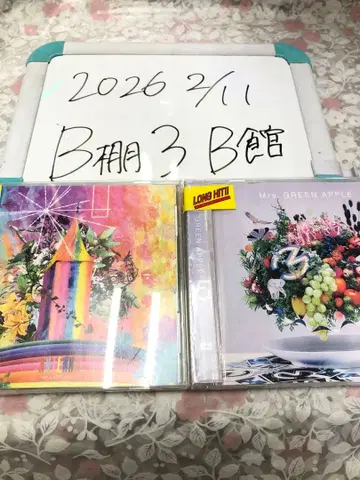 2026 2/11
B棚3 B館
LONG HIT!!
Mrs. GREEN APPLE